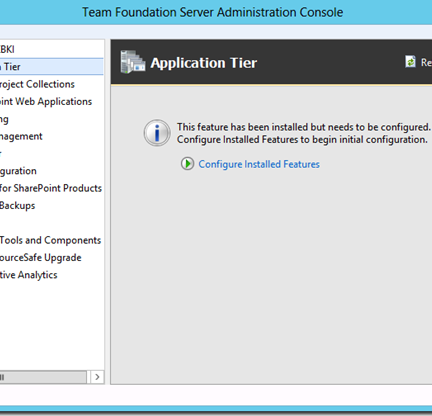 Team Foundation Server Administration Console
BKI
Tier
Application Tier
Re
roject Collections
oint Web Applications
ng
nagement
guration
for SharePoint Products
Backups
Tools and Components
ourceSafe Upgrade
tive Analytics
This feature has been installed but needs to be configured.
Configure Installed Features to begin initial configuration.
Configure Installed Features